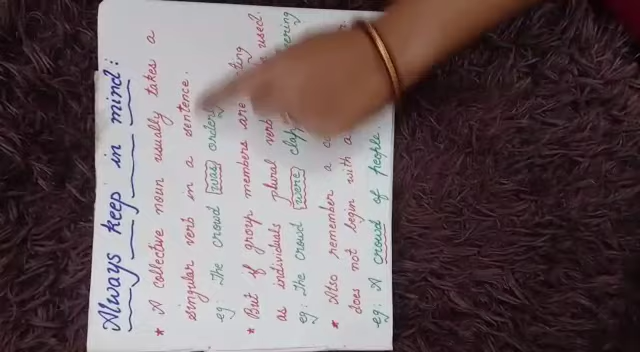 Always keep in mind:
* A collective noun usually takes a
singular verb in a sentence.
eg: The crowd was orderly
* But if group members are
as individuals plural verb used.
eg: The crowd were
* Also remember a
does not begin with a
eg: A crowd of people.